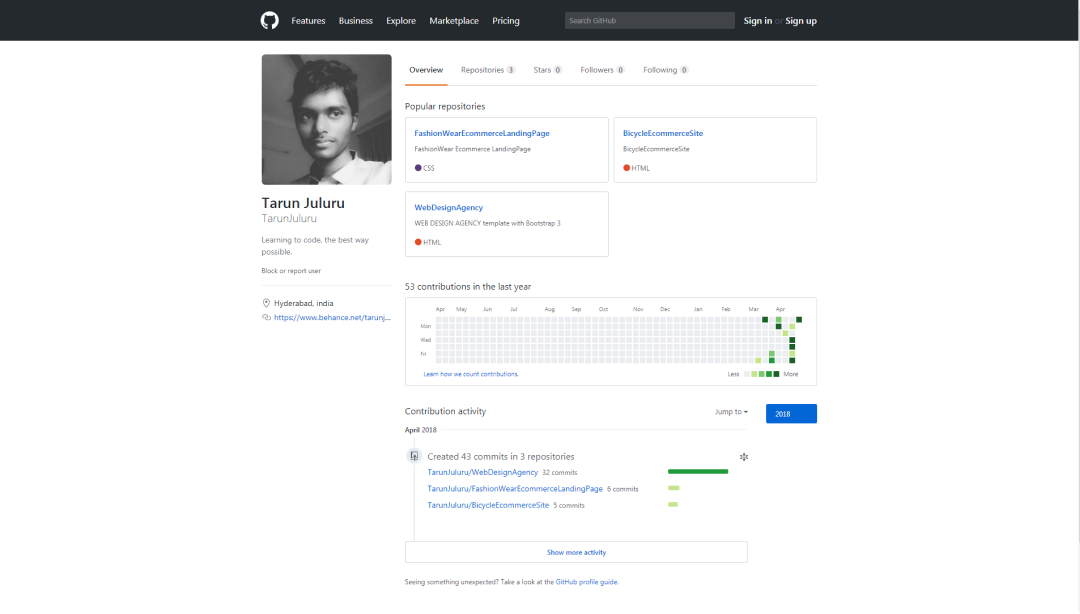 Features Business Explore Marketplace Pricing Search GitHub Sign in or Sign up
Overview Repositories 3 Stars 0 Followers 0 Following 0
Popular repositories
FashionWearEcommerceLandingPage
FashionWear Ecommerce LandingPage
CSS
BicycleEcommerceSite
BicycleEcommerceSite
HTML
WebDesignAgency
WEB DESIGN AGENCY template with Bootstrap 3
HTML
Tarun Juluru
TarunJuluru
Learning to code, the best way
possible.
Block or report user
Hyderabad, india
https://www.behance.net/tarunj...
53 contributions in the last year
Apr May Jun Jul Aug Sep Oct Nov Dec Jan Feb Mar Apr
Mon
Wed
Fri
Learn how we count contributions. Less More
Contribution activity Jump to 2018
April 2018
Created 43 commits in 3 repositories
TarunJuluru/WebDesignAgency 32 commits
TarunJuluru/FashionWearEcommerceLandingPage 6 commits
TarunJuluru/BicycleEcommerceSite 5 commits
Show more activity
Seeing something unexpected? Take a look at the GitHub profile guide.